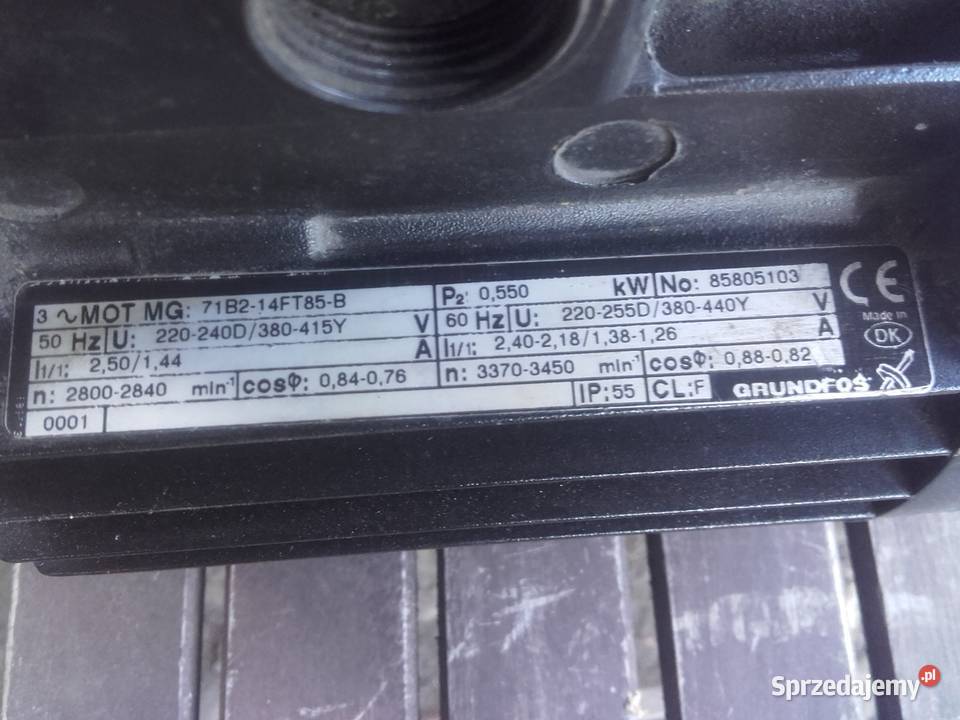 3 ~ MOT MG: 71B2-14FT85-B P2: 0,550 kW No: 85805103 CE
50 Hz U: 220-240D/380-415Y V 60 Hz U: 220-255D/380-440Y V Made in
I1/1: 2,50/1,44 A I1/1: 2,40-2,18/1,38-1,26 A DK
n: 2800-2840 min-1 cosφ: 0,84-0,76 n: 3370-3450 min-1 cosφ: 0,88-0,82
0001 IP:55 CL:F GRUNDFOS
Sprzedajemy.pl